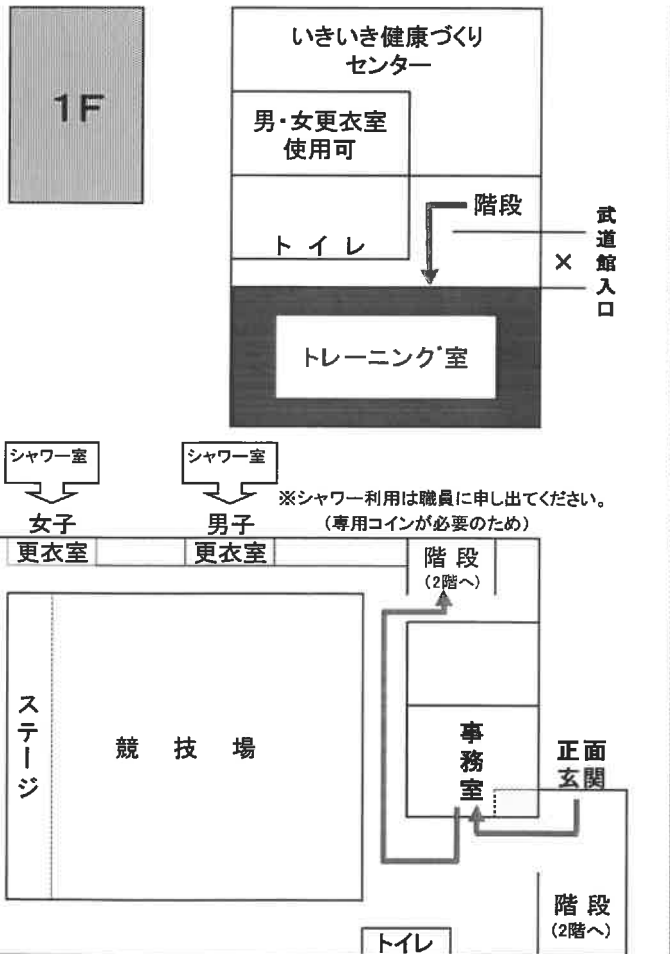 1F
いきいき健康づくり
センター
男・女更衣室
使用可
階段
トイレ
武道館入口
×
トレーニング室
シャワー室
シャワー室
※シャワー利用は職員に申し出てください。
(専用コインが必要のため)
女子
更衣室
男子
更衣室
階段
(2階へ)
ステージ
競技場
事務室
正面
玄関
階段
(2階へ)
トイレ